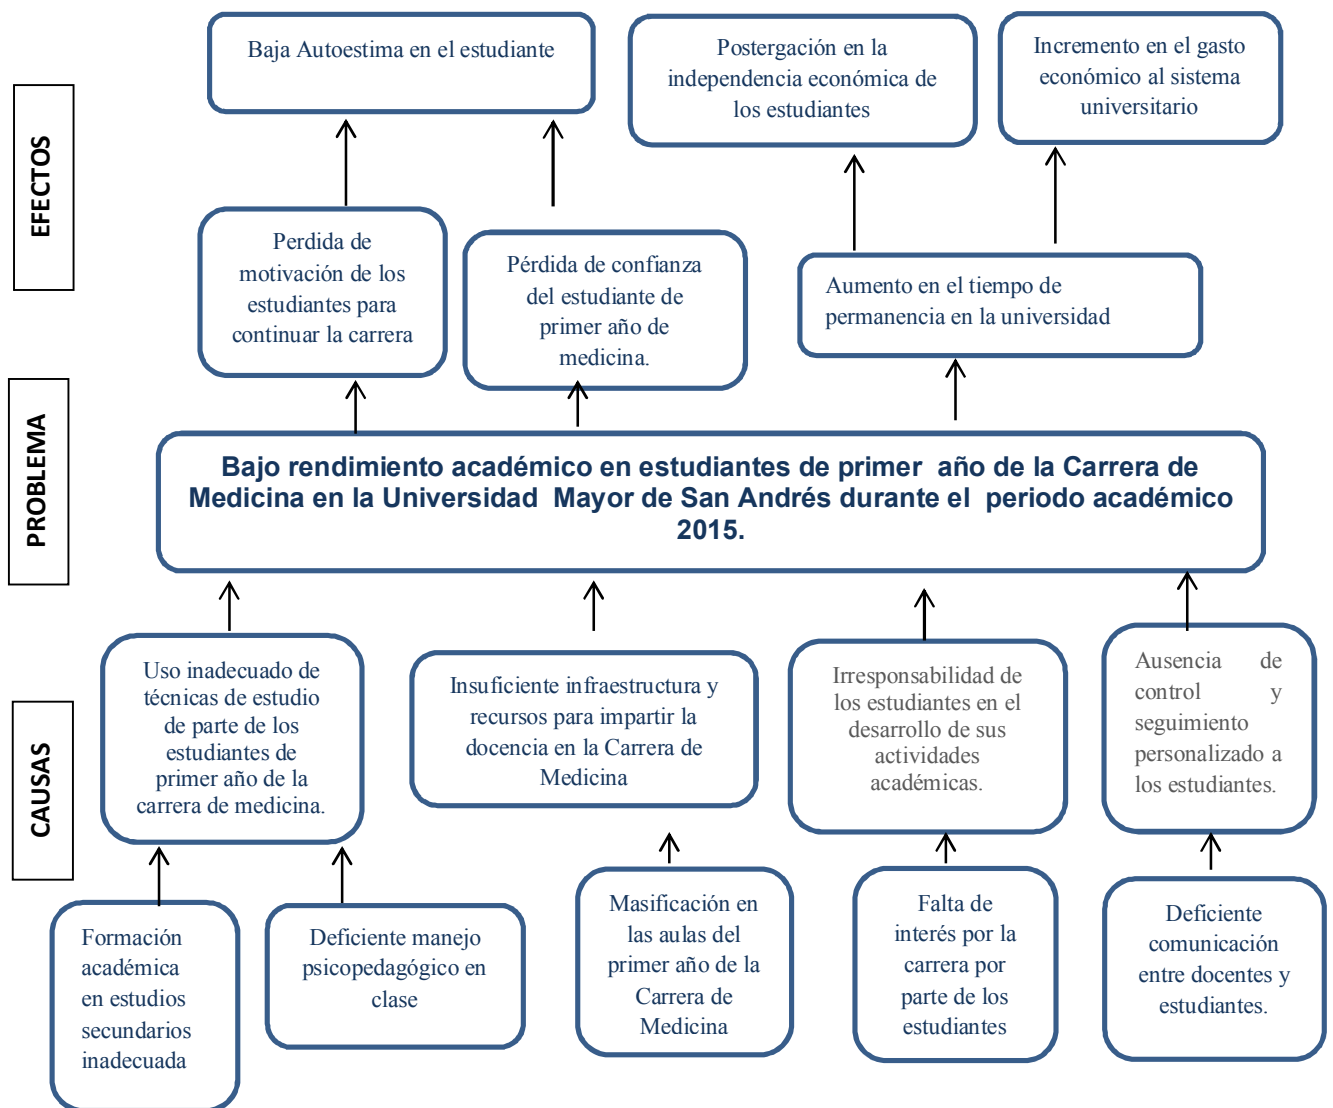 EFECTOS
Baja Autoestima en el estudiante
Postergación en la
independencia económica de
los estudiantes
Incremento en el gasto
económico al sistema
universitario
Perdida de
motivación de los
estudiantes para
continuar la carrera
Pérdida de confianza
del estudiante de
primer año de
medicina.
Aumento en el tiempo de
permanencia en la universidad
PROBLEMA
Bajo rendimiento académico en estudiantes de primer año de la Carrera de
Medicina en la Universidad Mayor de San Andrés durante el periodo académico
2015.
CAUSAS
Uso inadecuado de
técnicas de estudio
de parte de los
estudiantes de
primer año de la
carrera de medicina.
Insuficiente infraestructura y
recursos para impartir la
docencia en la Carrera de
Medicina
Irresponsabilidad de
los estudiantes en el
desarrollo de sus
actividades
académicas.
Ausencia de
control y
seguimiento
personalizado a
los estudiantes.
Formación
académica
en estudios
secundarios
inadecuada
Deficiente manejo
psicopedagógico en
clase
Masificación en
las aulas del
primer año de la
Carrera de
Medicina
Falta de
interés por la
carrera por
parte de los
estudiantes
Deficiente
comunicación
entre docentes y
estudiantes.